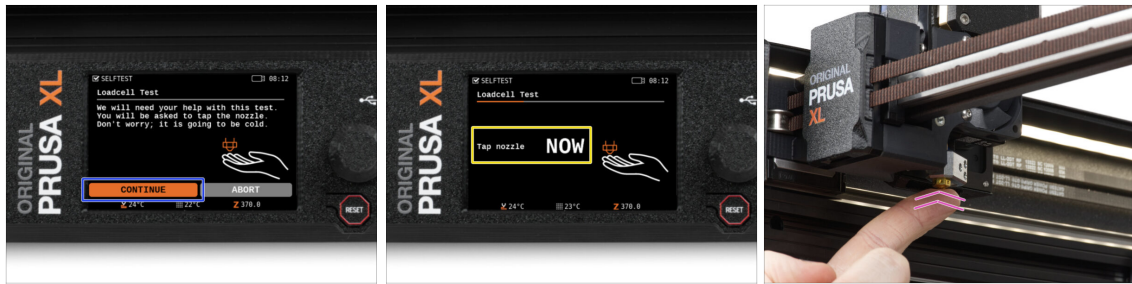 ORIGINAL
PRUSA XL
SELFTEST
08:12
Loadcell Test
We will need your help with this test.
You will be asked to tap the nozzle.
Don't worry; it is going to be cold.
CONTINUE
ABORT
24°C
22°C
Z 370.0
RESET
ORIGINAL
PRUSA XL
SELFTEST
08:12
Loadcell Test
Tap nozzle NOW
24°C
23°C
Z 370.0
RESET
ORIGINAL
PRUSA
XL